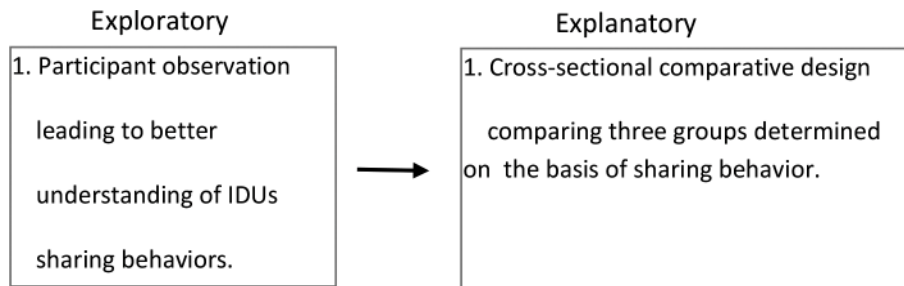 Exploratory
1. Participant observation
leading to better
understanding of IDUs
sharing behaviors.
Explanatory
1. Cross-sectional comparative design
comparing three groups determined
on the basis of sharing behavior.